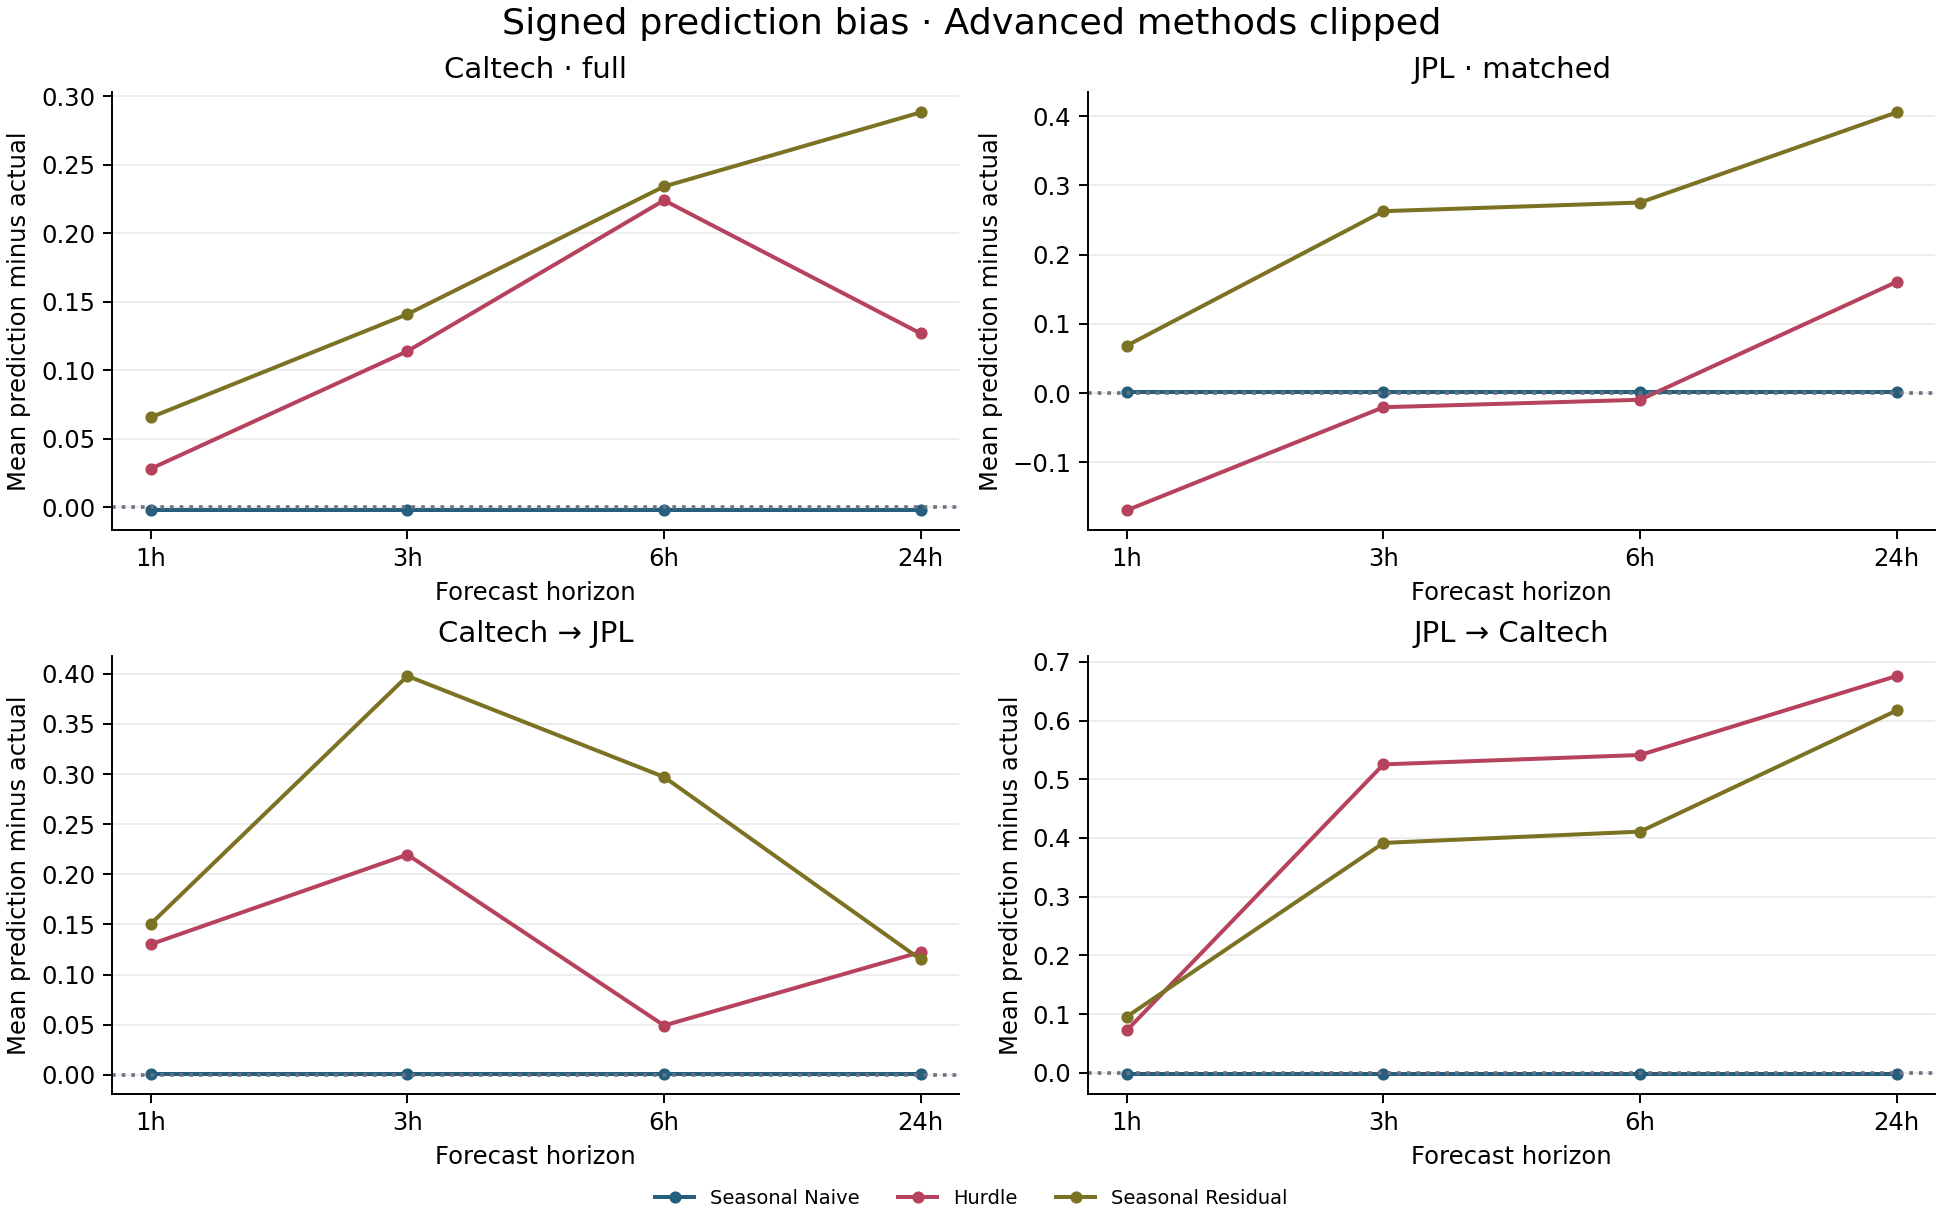 Signed prediction bias · Advanced methods clipped
Caltech · full
Mean prediction minus actual
0.30
0.25
0.20
0.15
0.10
0.05
0.00
1h 3h 6h 24h
Forecast horizon
JPL · matched
Mean prediction minus actual
0.4
0.3
0.2
0.1
0.0
−0.1
1h 3h 6h 24h
Forecast horizon
Caltech → JPL
Mean prediction minus actual
0.40
0.35
0.30
0.25
0.20
0.15
0.10
0.05
0.00
1h 3h 6h 24h
Forecast horizon
JPL → Caltech
Mean prediction minus actual
0.7
0.6
0.5
0.4
0.3
0.2
0.1
0.0
1h 3h 6h 24h
Forecast horizon
Seasonal Naive Hurdle Seasonal Residual